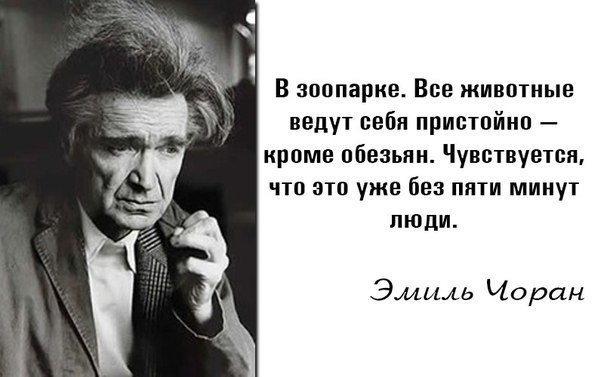 В зоопарке. Все животные
ведут себя пристойно —
кроме обезьян. Чувствуется,
что это уже без пяти минут
люди.
Эмиль Чоран